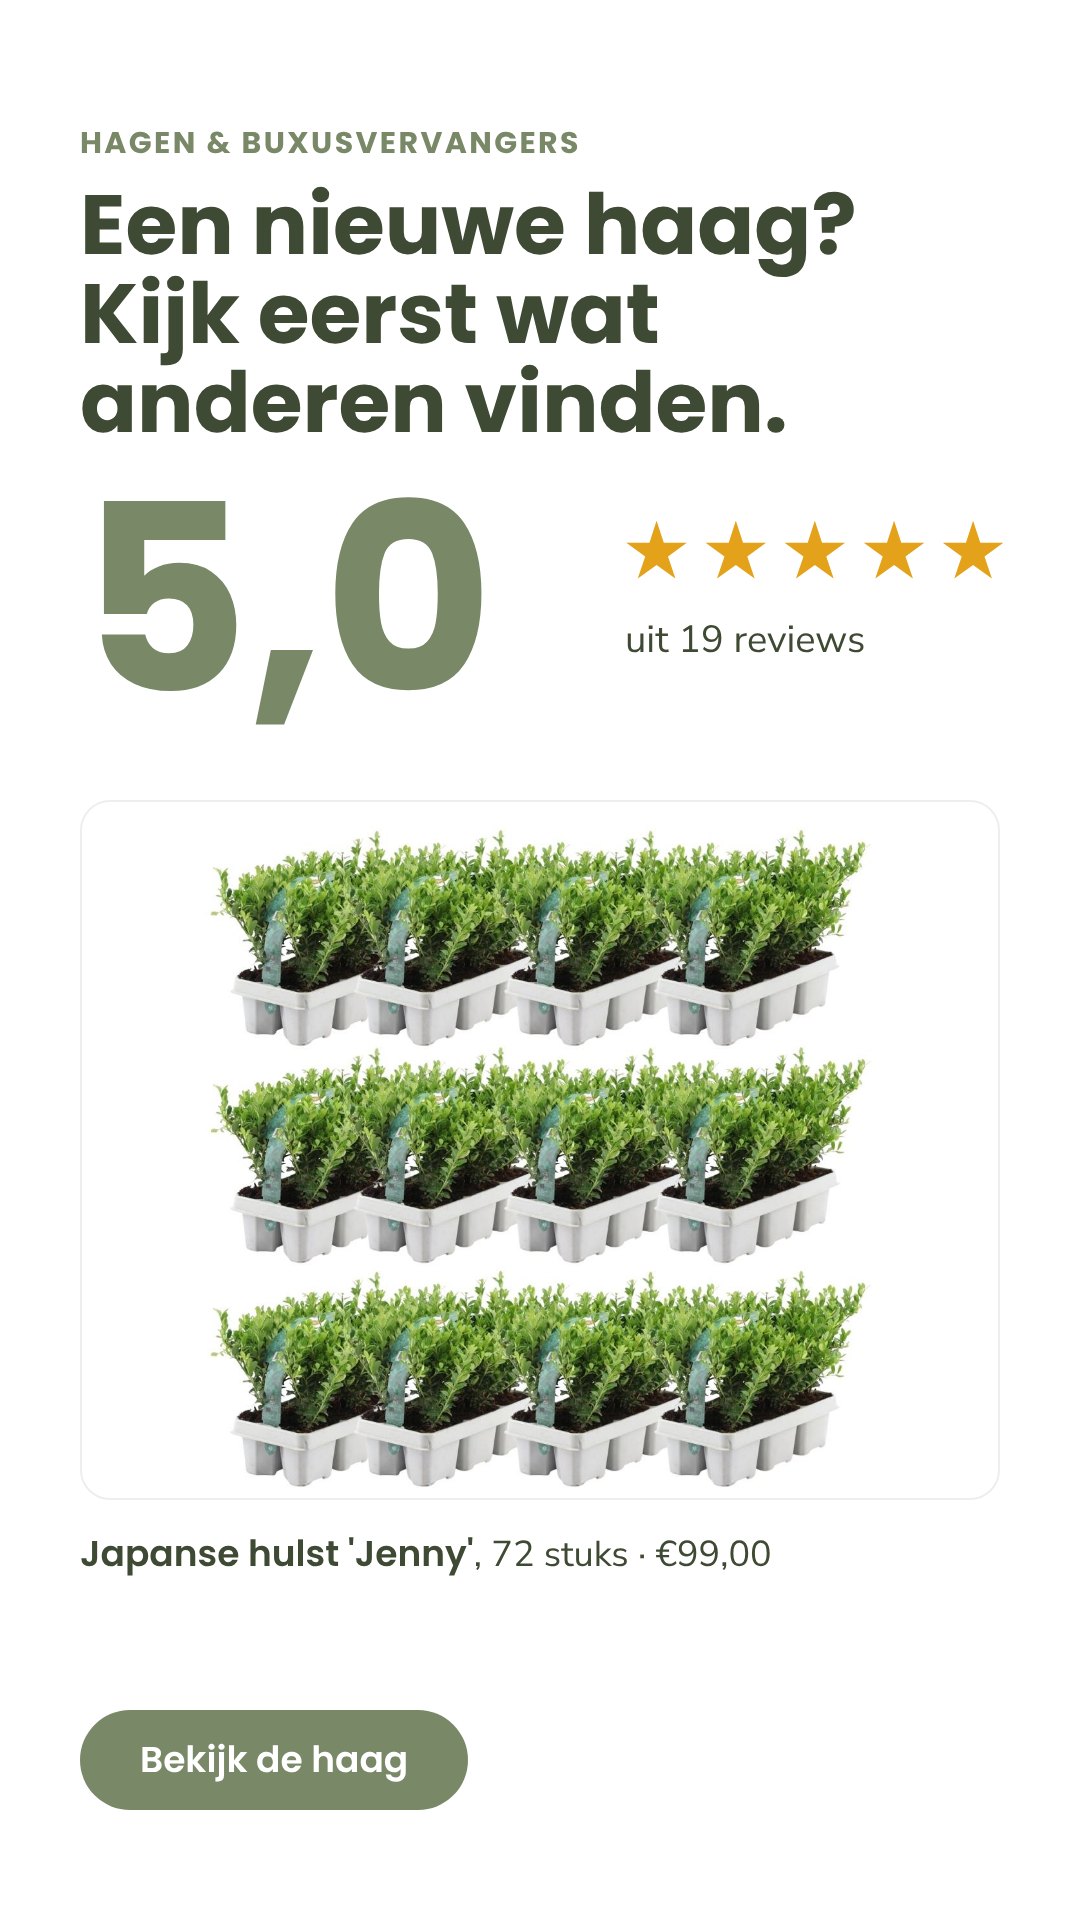 HAGEN & BUXUSVERVANGERS
Een nieuwe haag?
Kijk eerst wat
anderen vinden.
5,0
★★★★★
uit 19 reviews
Japanse hulst 'Jenny', 72 stuks · €99,00
Bekijk de haag